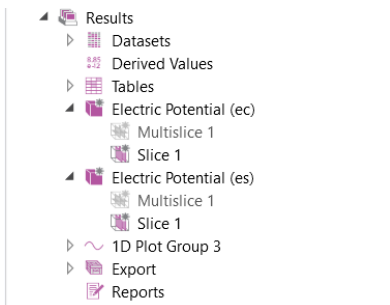 Results
Datasets
8.85
e-12
Derived Values
Tables
Electric Potential (ec)
Multislice 1
Slice 1
Electric Potential (es)
Multislice 1
Slice 1
1D Plot Group 3
Export
Reports